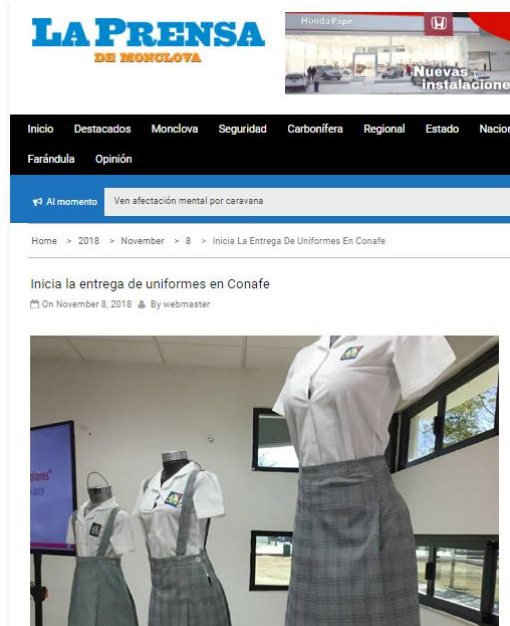 LA PRENSA
DE MONCLOVA
Honda Pape
Nuevas
instalacione
Inicio Destacados Monclova Seguridad Carbonífera Regional Estado Nacion
Farándula Opinión
Al momento Ven afectación mental por caravana
Home > 2018 > November > 8 > Inicia La Entrega De Uniformes En Conafe
Inicia la entrega de uniformes en Conafe
On November 8, 2018 By webmaster
olares"